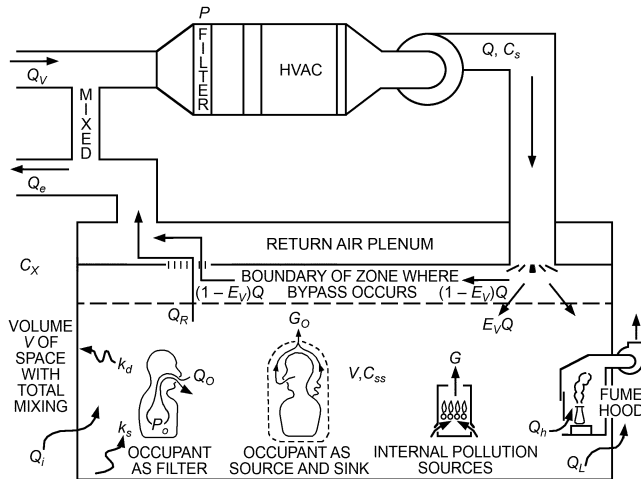 P
FILTER
HVAC
Q, C_s
Q_V
MIXED
Q_e
RETURN AIR PLENUM
C_X
BOUNDARY OF ZONE WHERE
BYPASS OCCURS
(1 – E_V)Q
(1 – E_V)Q
Q_R
E_VQ
G_O
VOLUME
V OF
SPACE
WITH
TOTAL
MIXING
k_d
Q_O
P_o
V,C_ss
G
k_s
Q_i
Q_h
FUME
HOOD
Q_L
OCCUPANT
AS FILTER
OCCUPANT AS
SOURCE AND SINK
INTERNAL POLLUTION
SOURCES